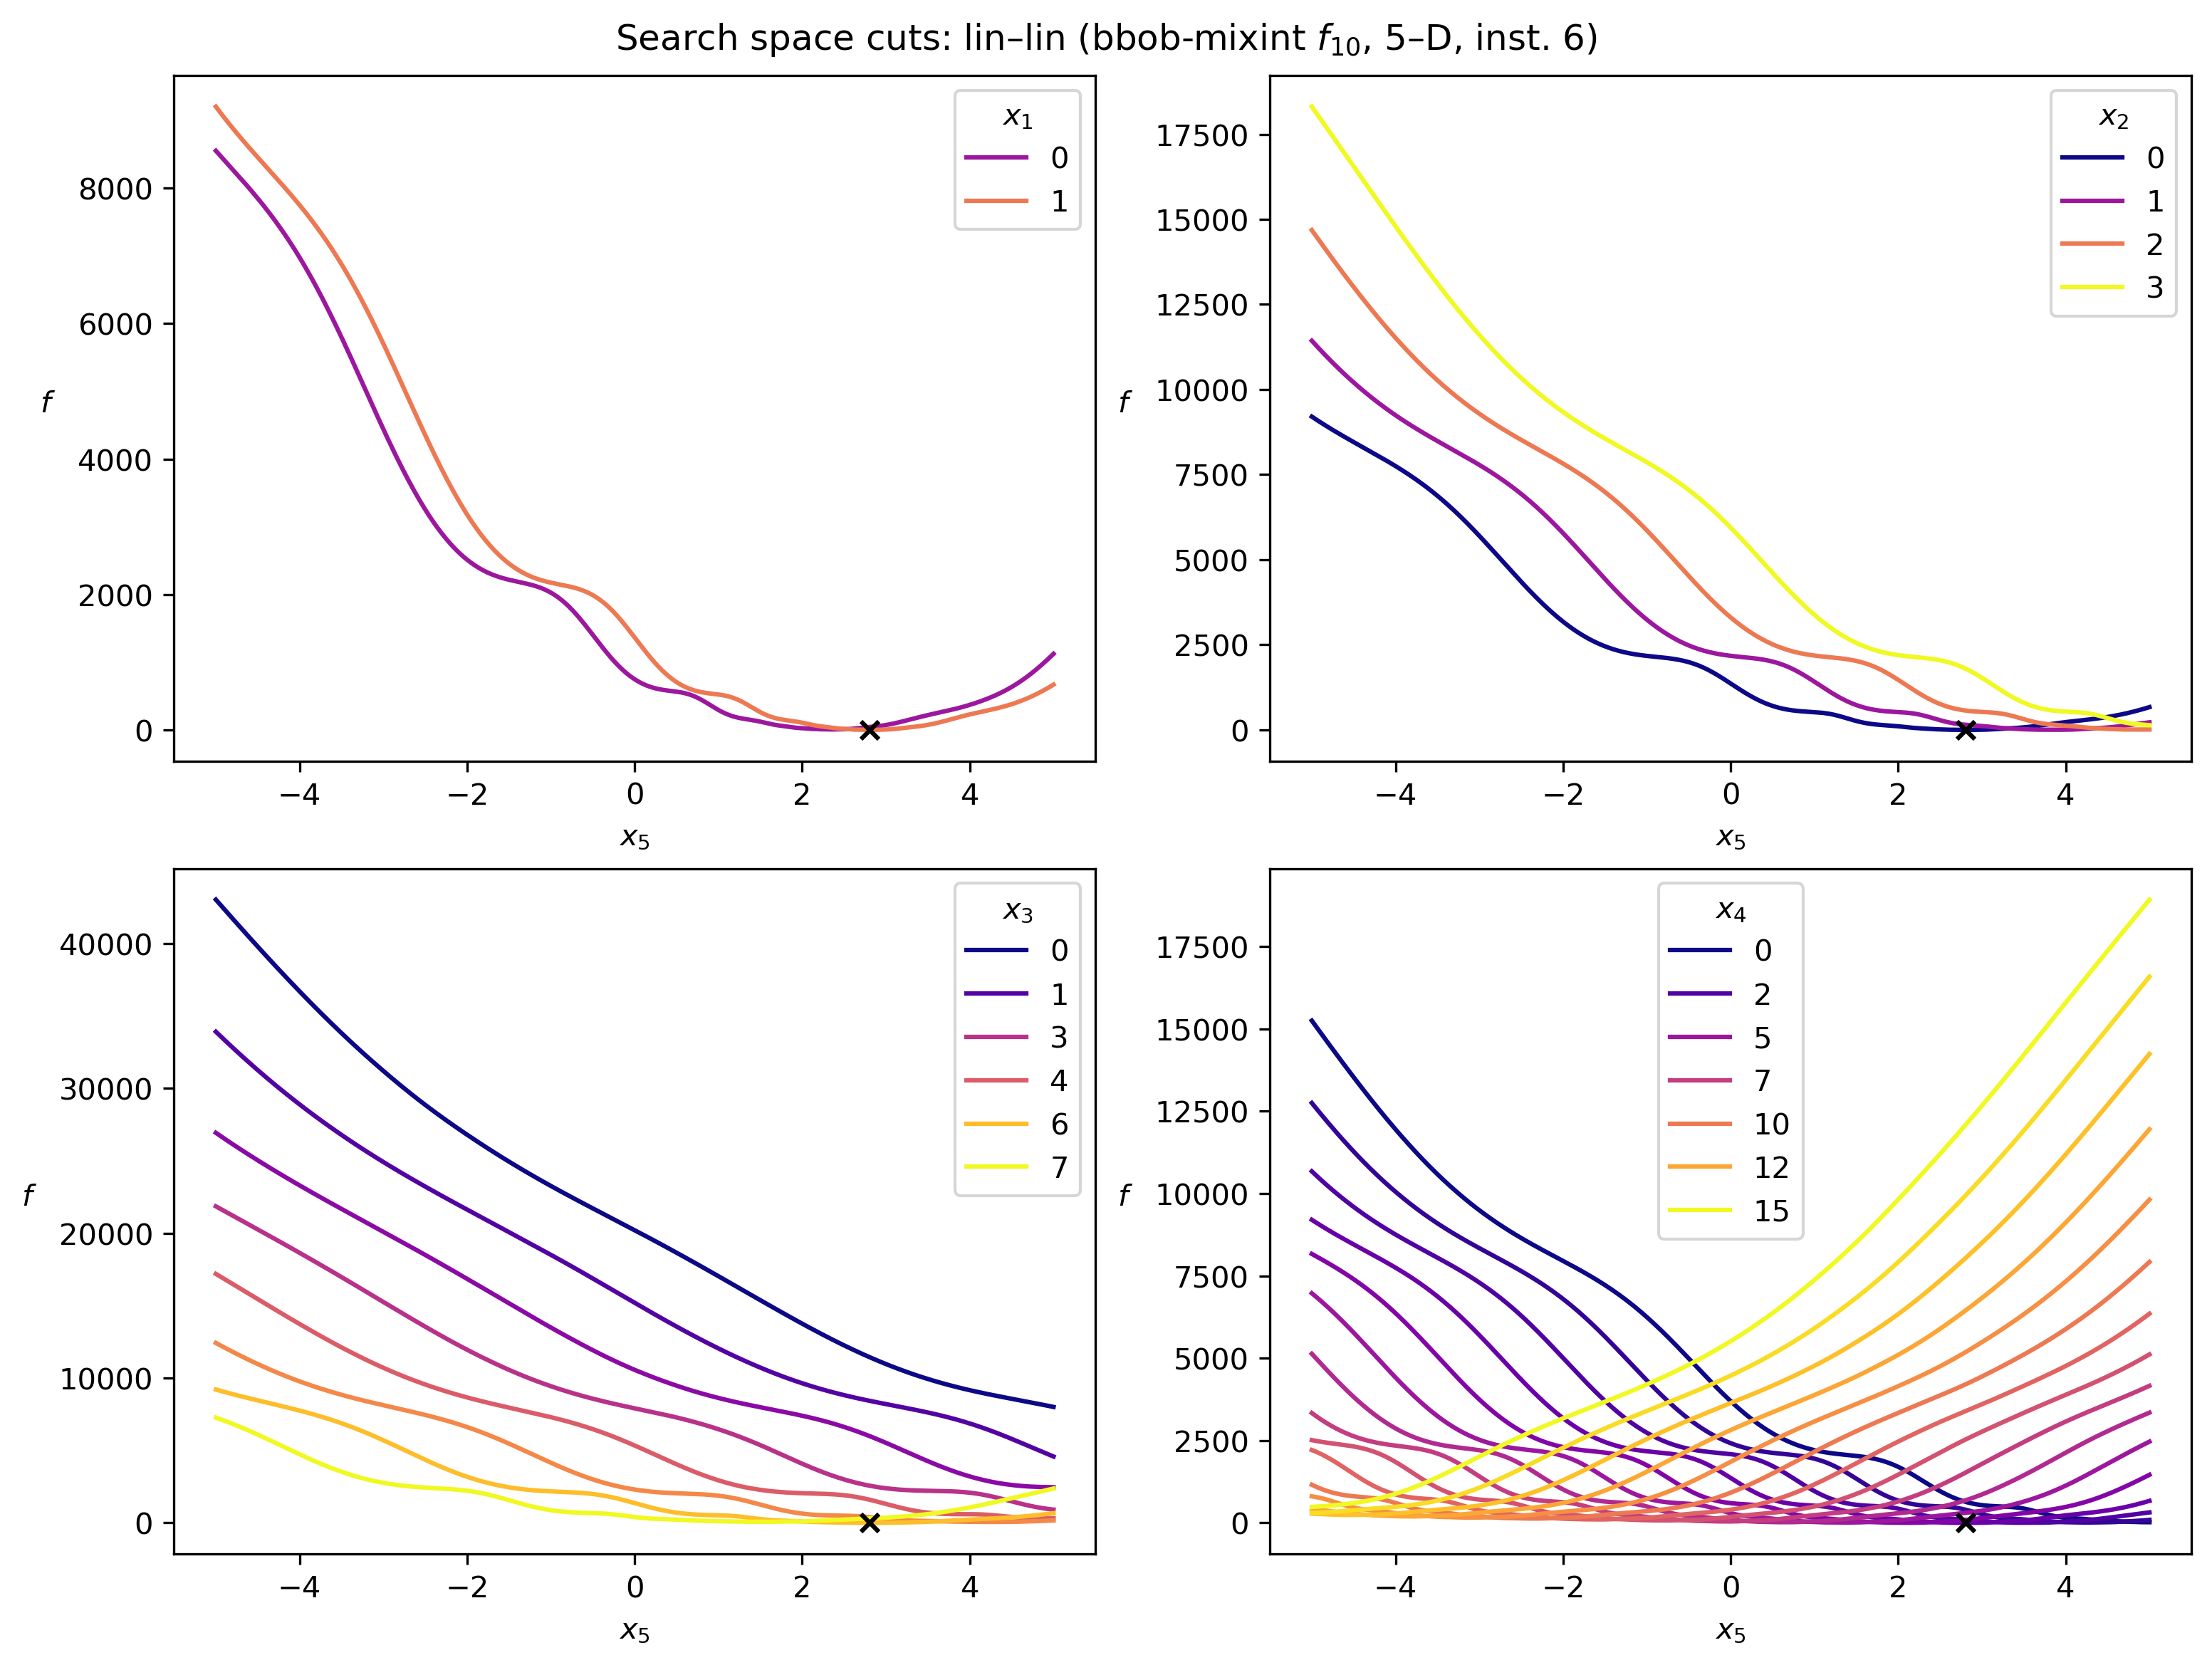 Search space cuts: lin–lin (bbob-mixint f10, 5–D, inst. 6)
x1
0
1
8000
6000
4000
2000
0
f
−4 −2 0 2 4
x5
x2
0
1
2
3
17500
15000
12500
10000
7500
5000
2500
0
f
−4 −2 0 2 4
x5
x3
0
1
3
4
6
7
40000
30000
20000
10000
0
f
−4 −2 0 2 4
x5
x4
0
2
5
7
10
12
15
17500
15000
12500
10000
7500
5000
2500
0
f
−4 −2 0 2 4
x5